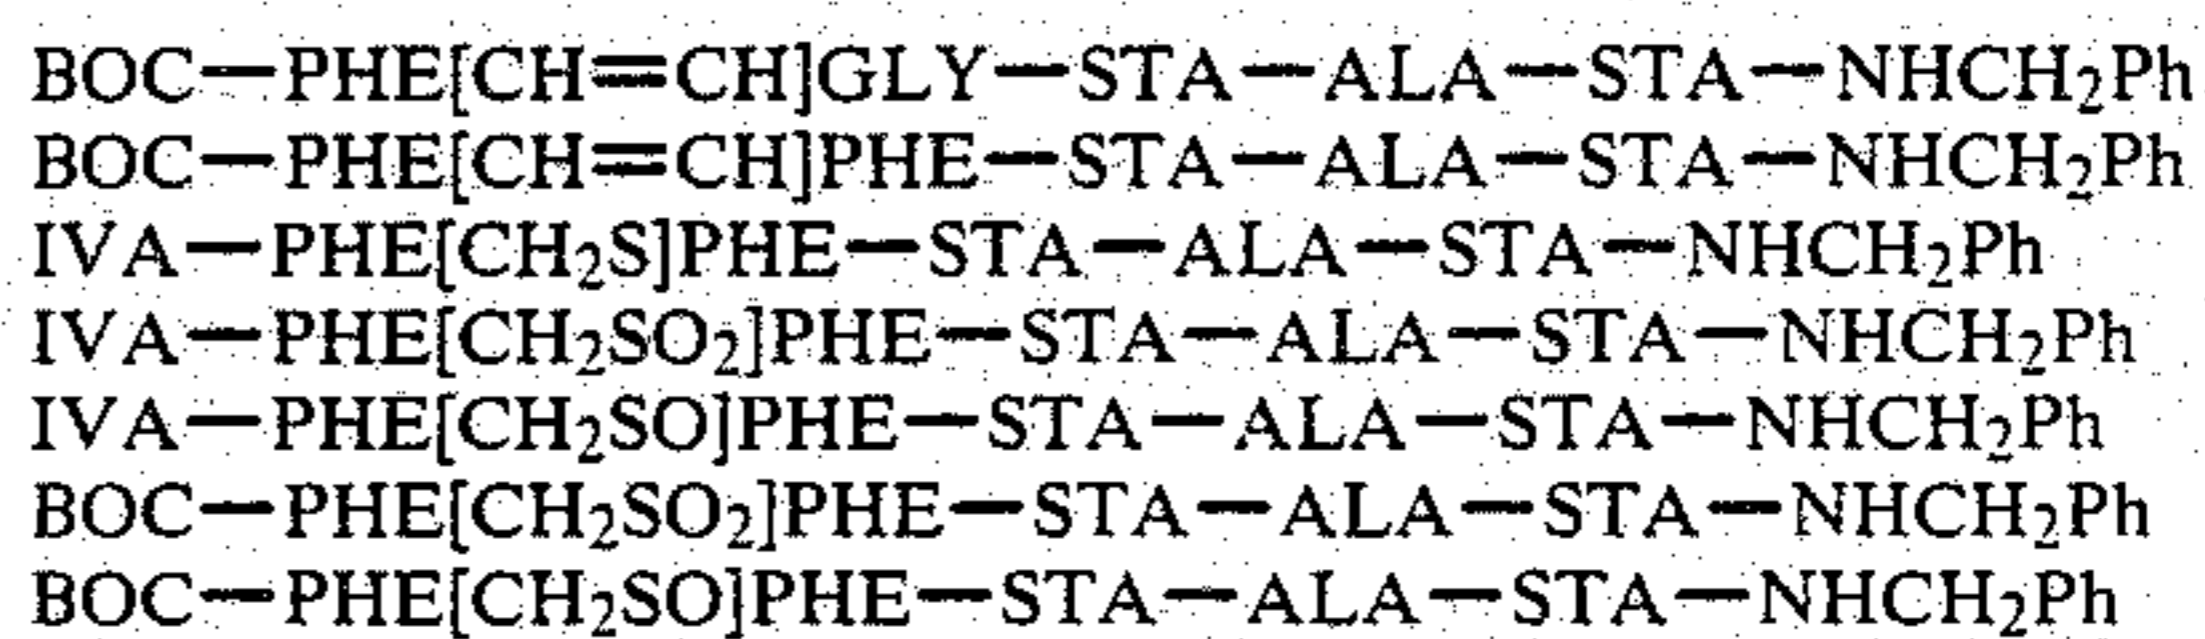 BOC—PHE[CH=CH]GLY—STA—ALA—STA—NHCH₂Ph
BOC—PHE[CH=CH]PHE—STA—ALA—STA—NHCH₂Ph
IVA—PHE[CH₂S]PHE—STA—ALA—STA—NHCH₂Ph
IVA—PHE[CH₂SO₂]PHE—STA—ALA—STA—NHCH₂Ph
IVA—PHE[CH₂SO]PHE—STA—ALA—STA—NHCH₂Ph
BOC—PHE[CH₂SO₂]PHE—STA—ALA—STA—NHCH₂Ph
BOC—PHE[CH₂SO]PHE—STA—ALA—STA—NHCH₂Ph